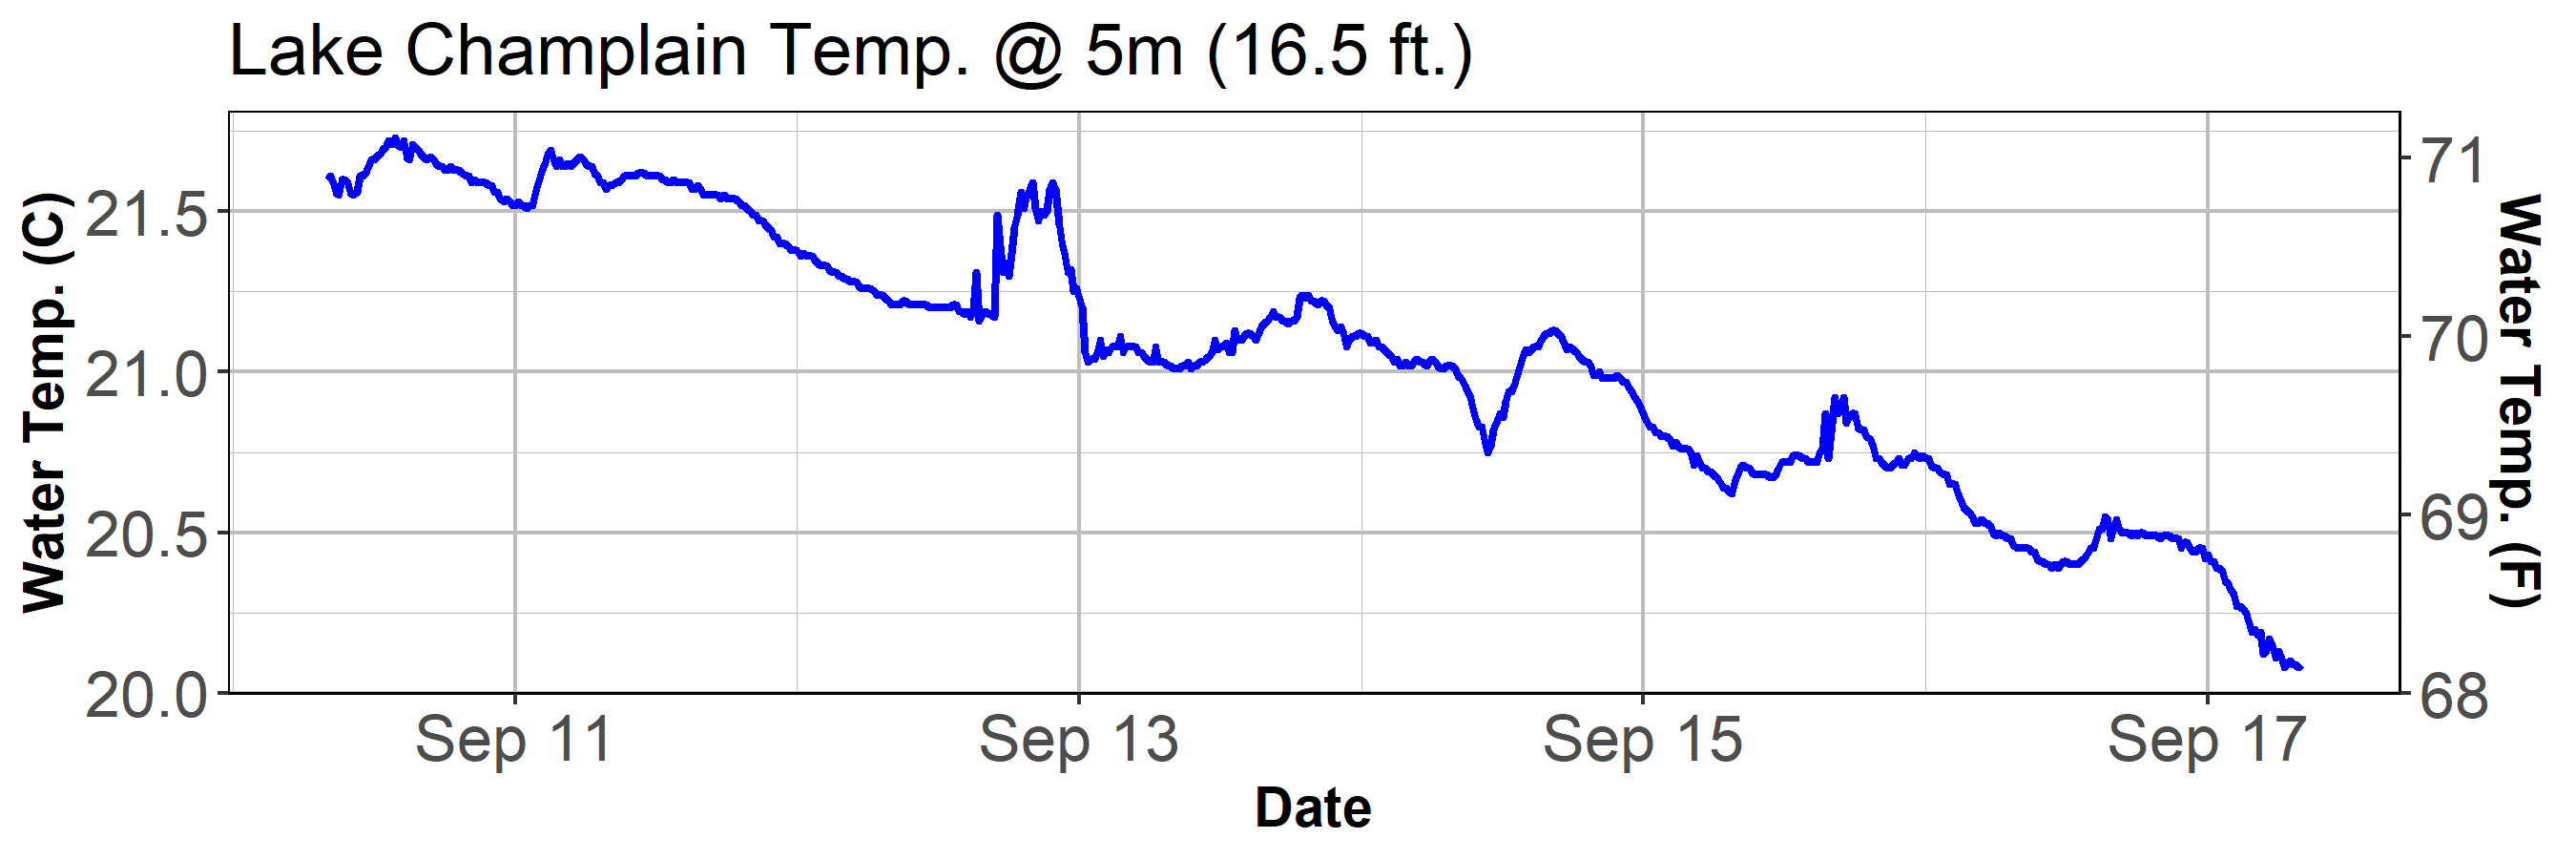 Lake Champlain Temp. @ 5m (16.5 ft.)
Water Temp. (C)
21.5
21.0
20.5
20.0
71
70
69
68
Water Temp. (F)
Sep 11
Sep 13
Sep 15
Sep 17
Date